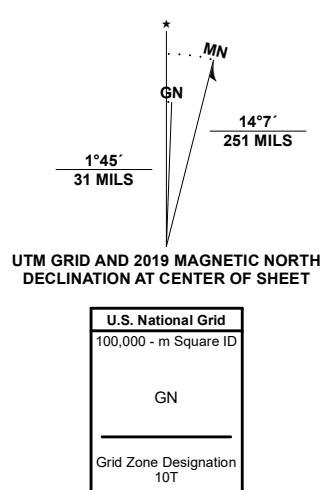 ★
MN
GN
14°7´
251 MILS
1°45´
31 MILS
UTM GRID AND 2019 MAGNETIC NORTH
DECLINATION AT CENTER OF SHEET
U.S. National Grid
100,000 - m Square ID
GN
Grid Zone Designation
10T